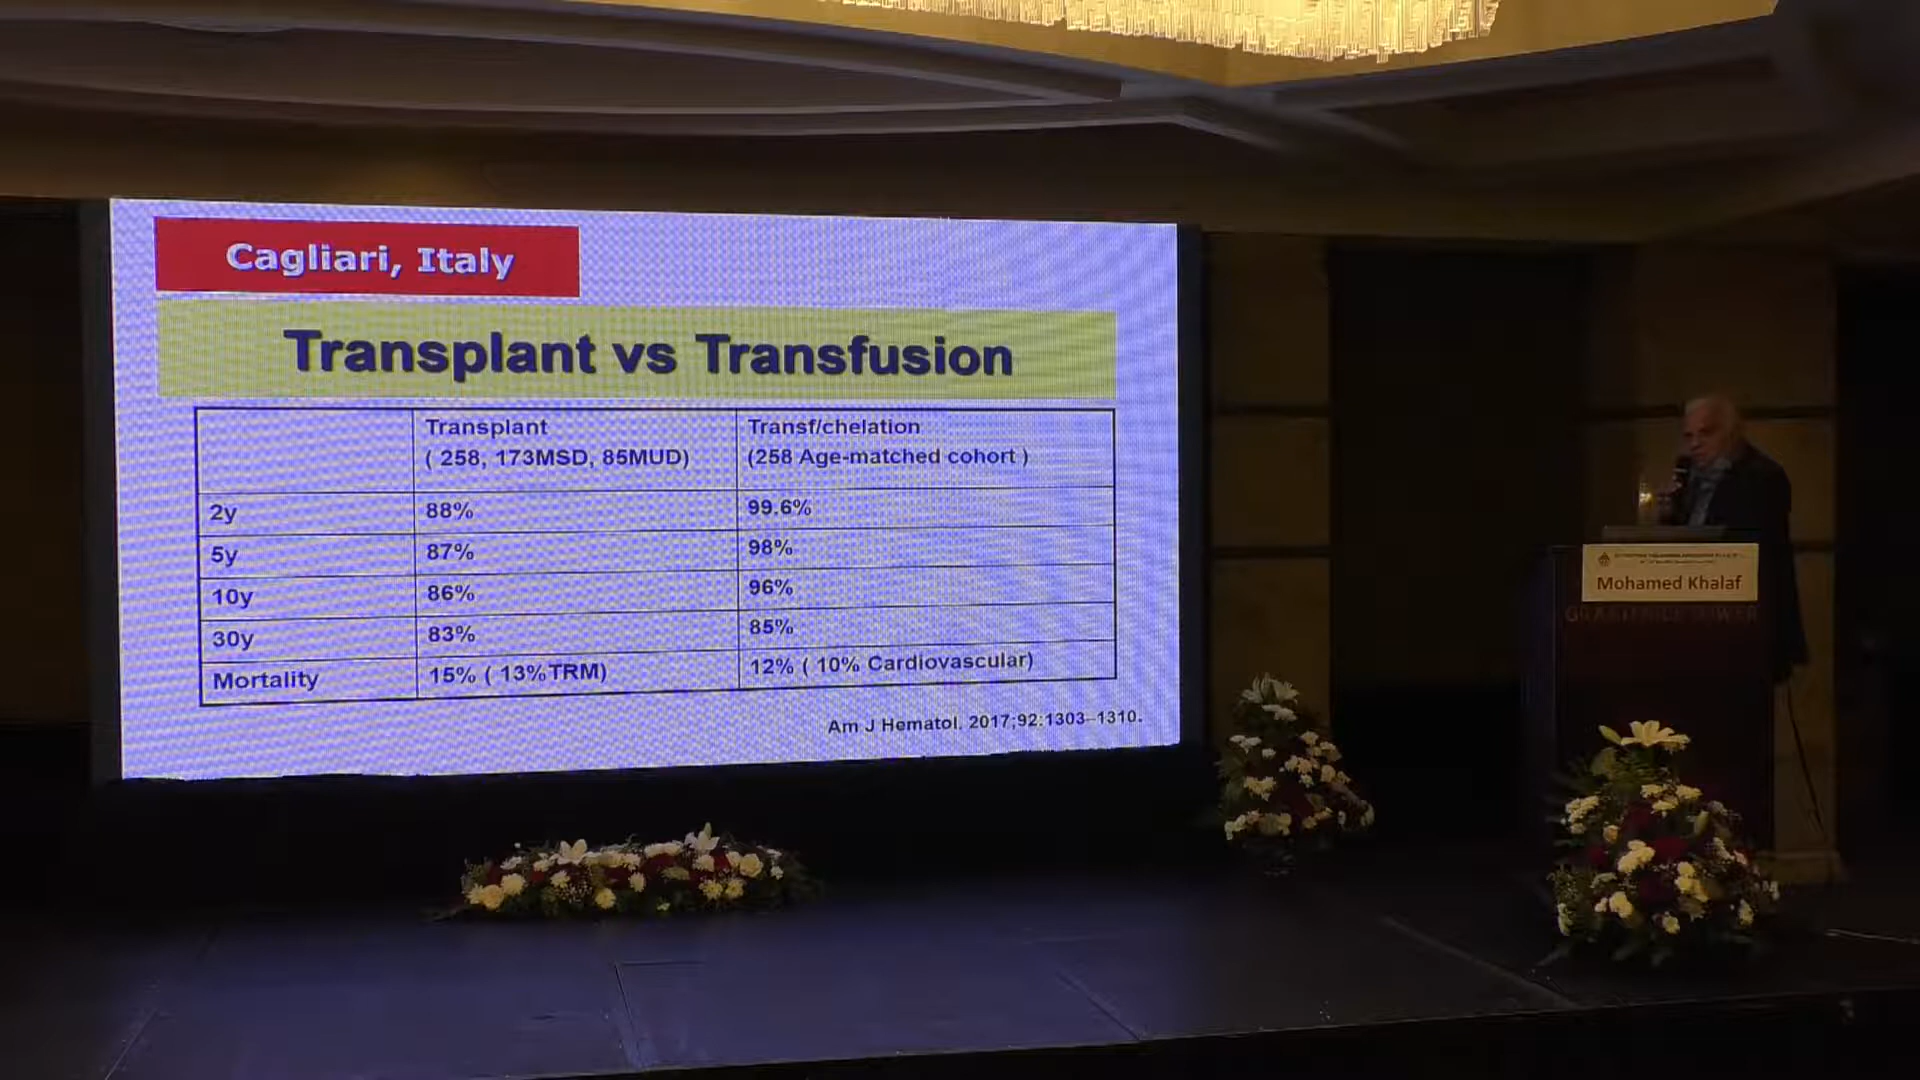 Cagliari, Italy
Transplant vs Transfusion
Transplant
( 258, 173MSD, 85MUD)
Transf/chelation
(258 Age-matched cohort )
2y 88% 99.6%
5y 87% 98%
10y 86% 96%
30y 83% 85%
Mortality 15% ( 13%TRM) 12% ( 10% Cardiovascular)
Am J Hematol. 2017;92:1303–1310.
Mohamed Khalaf